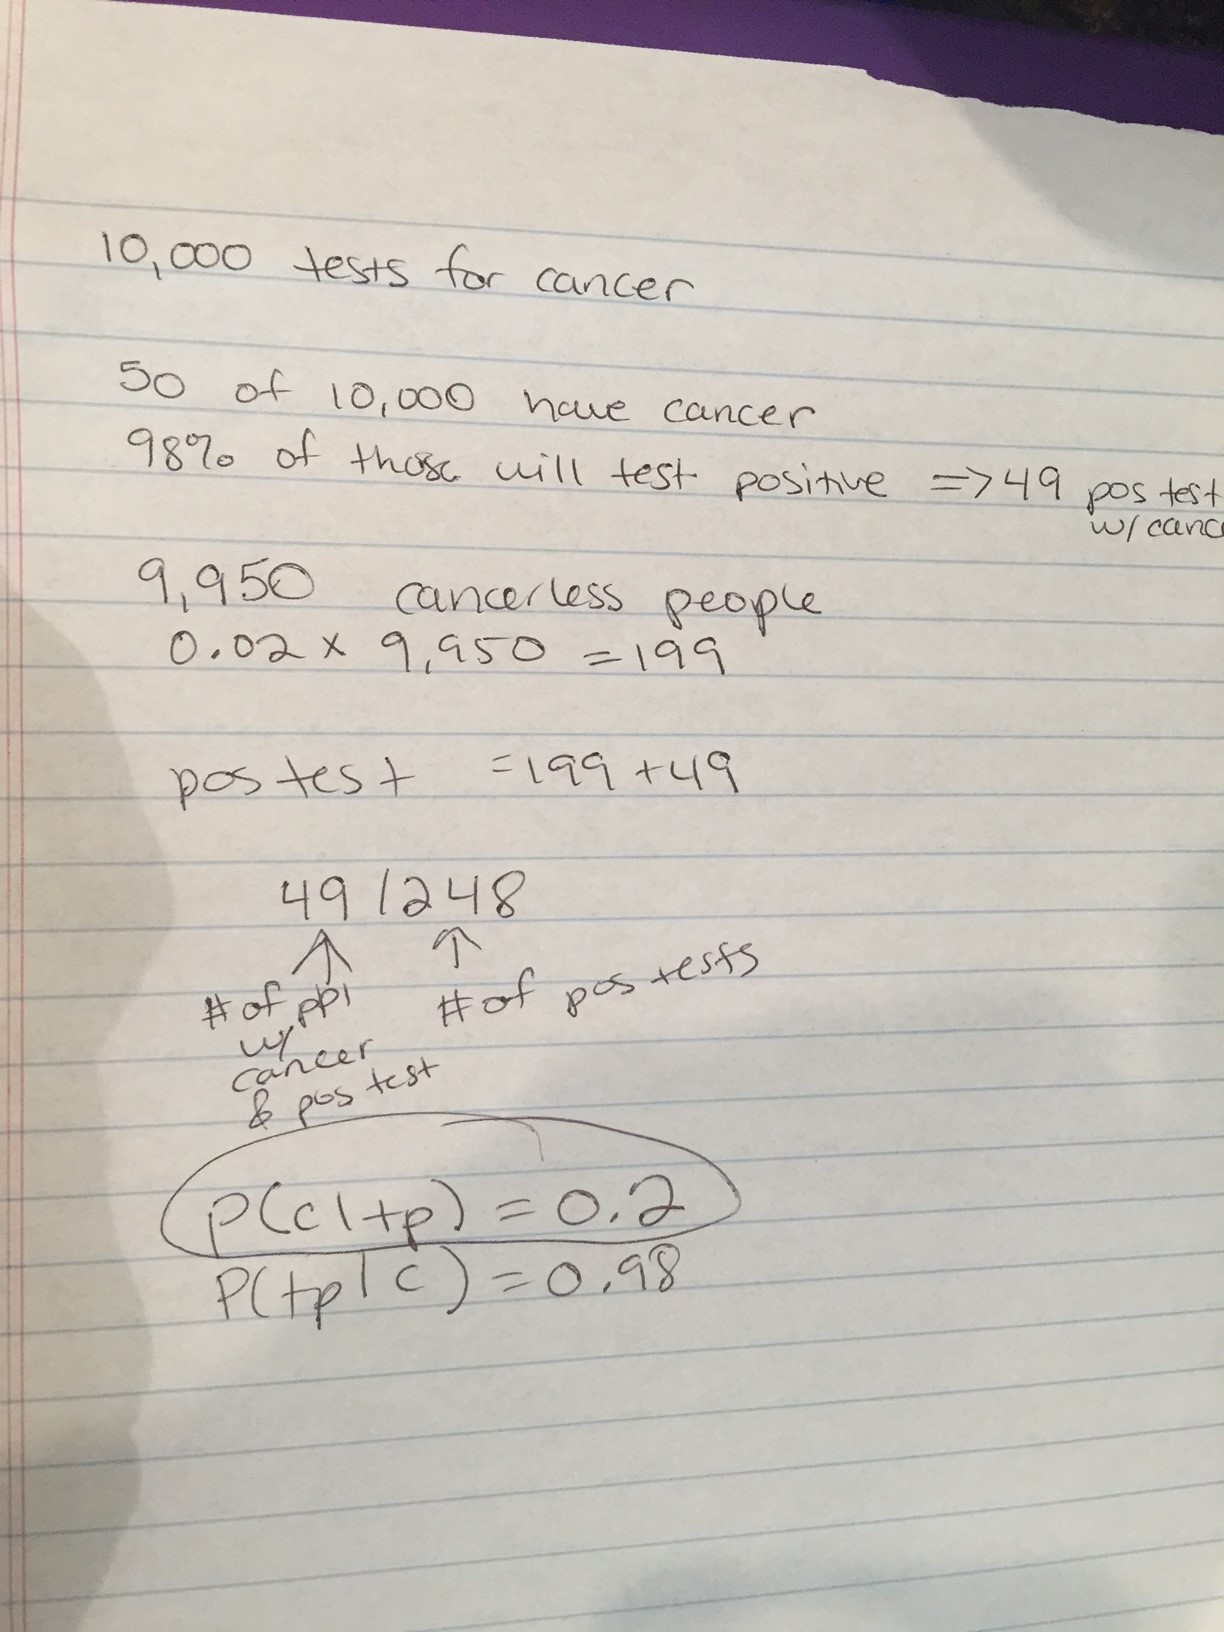 10,000 tests for cancer
50 of 10,000 have cancer
98% of those will test positive => 49 pos test
w/ canc
9,950 cancerless people
0.02 x 9,950 = 199
pos test = 199 + 49
49 / 248
# of ppl
w/
cancer
& pos test
# of pos tests
P(c|+p) = 0.2
P(+p|c) = 0.98